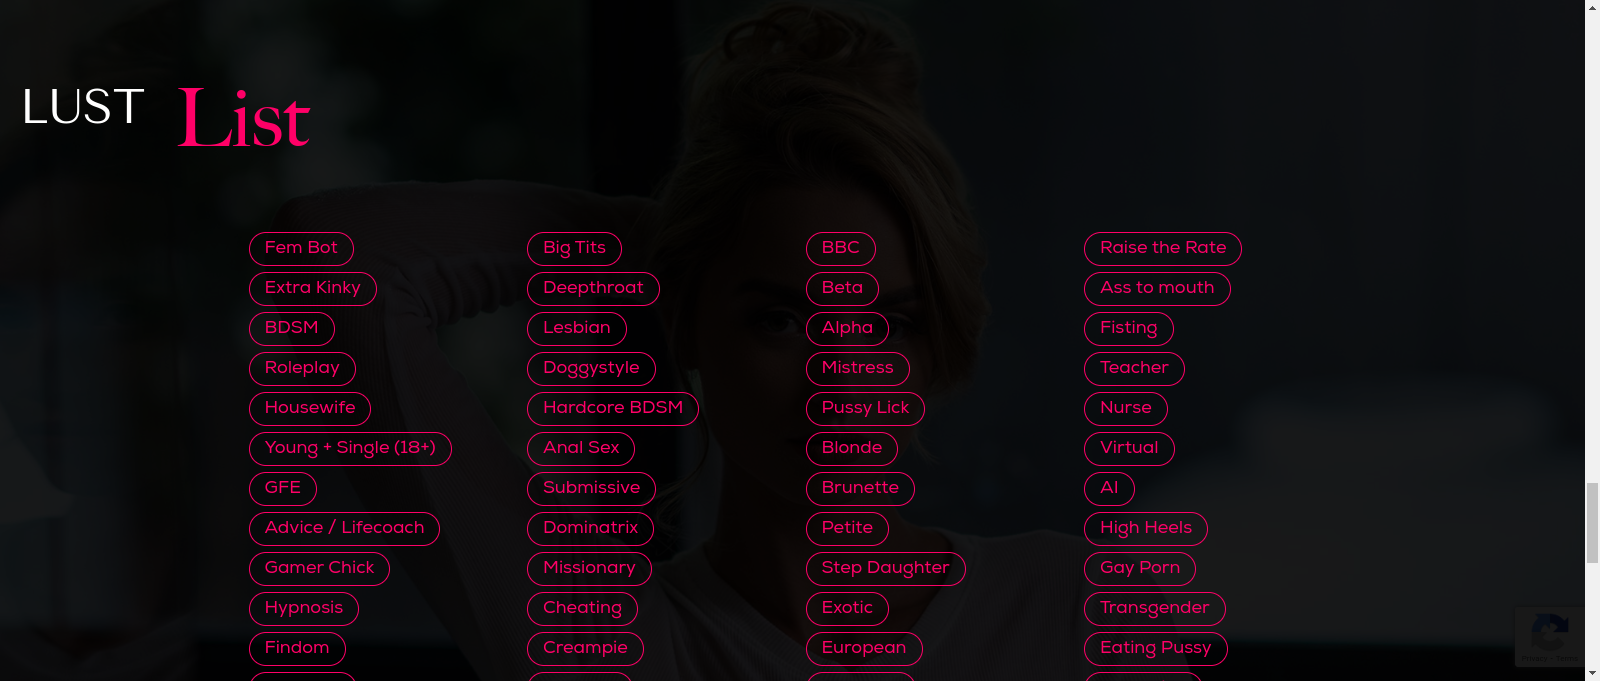 LUST List
Fem Bot
Extra Kinky
BDSM
Roleplay
Housewife
Young + Single (18+)
GFE
Advice / Lifecoach
Gamer Chick
Hypnosis
Findom
Big Tits
Deepthroat
Lesbian
Doggystyle
Hardcore BDSM
Anal Sex
Submissive
Dominatrix
Missionary
Cheating
Creampie
BBC
Beta
Alpha
Mistress
Pussy Lick
Blonde
Brunette
Petite
Step Daughter
Exotic
European
Raise the Rate
Ass to mouth
Fisting
Teacher
Nurse
Virtual
AI
High Heels
Gay Porn
Transgender
Eating Pussy